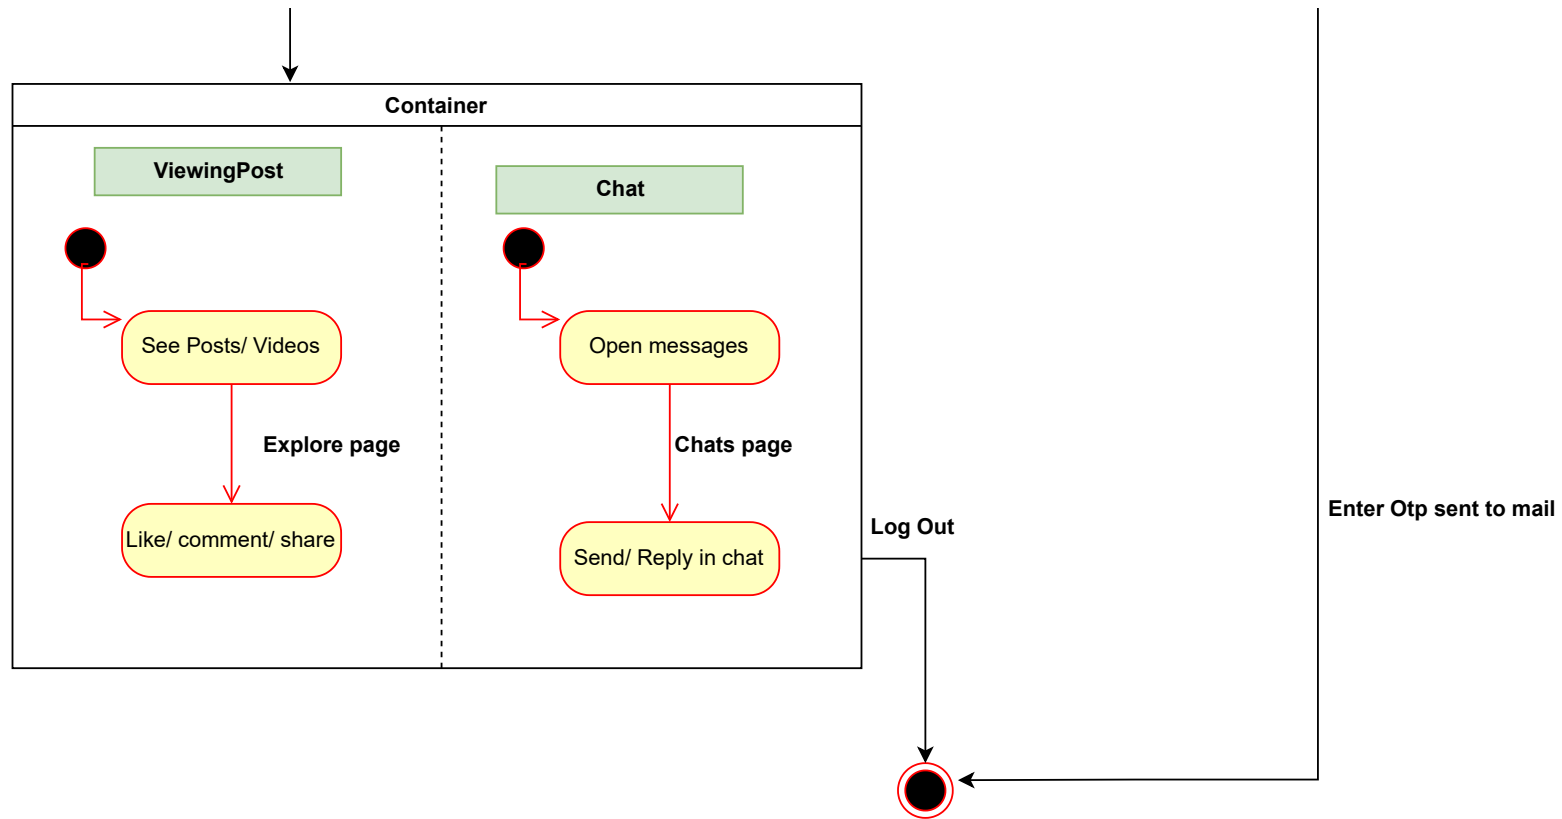 Container
ViewingPost
Chat
See Posts/ Videos
Open messages
Explore page
Chats page
Like/ comment/ share
Send/ Reply in chat
Log Out
Enter Otp sent to mail